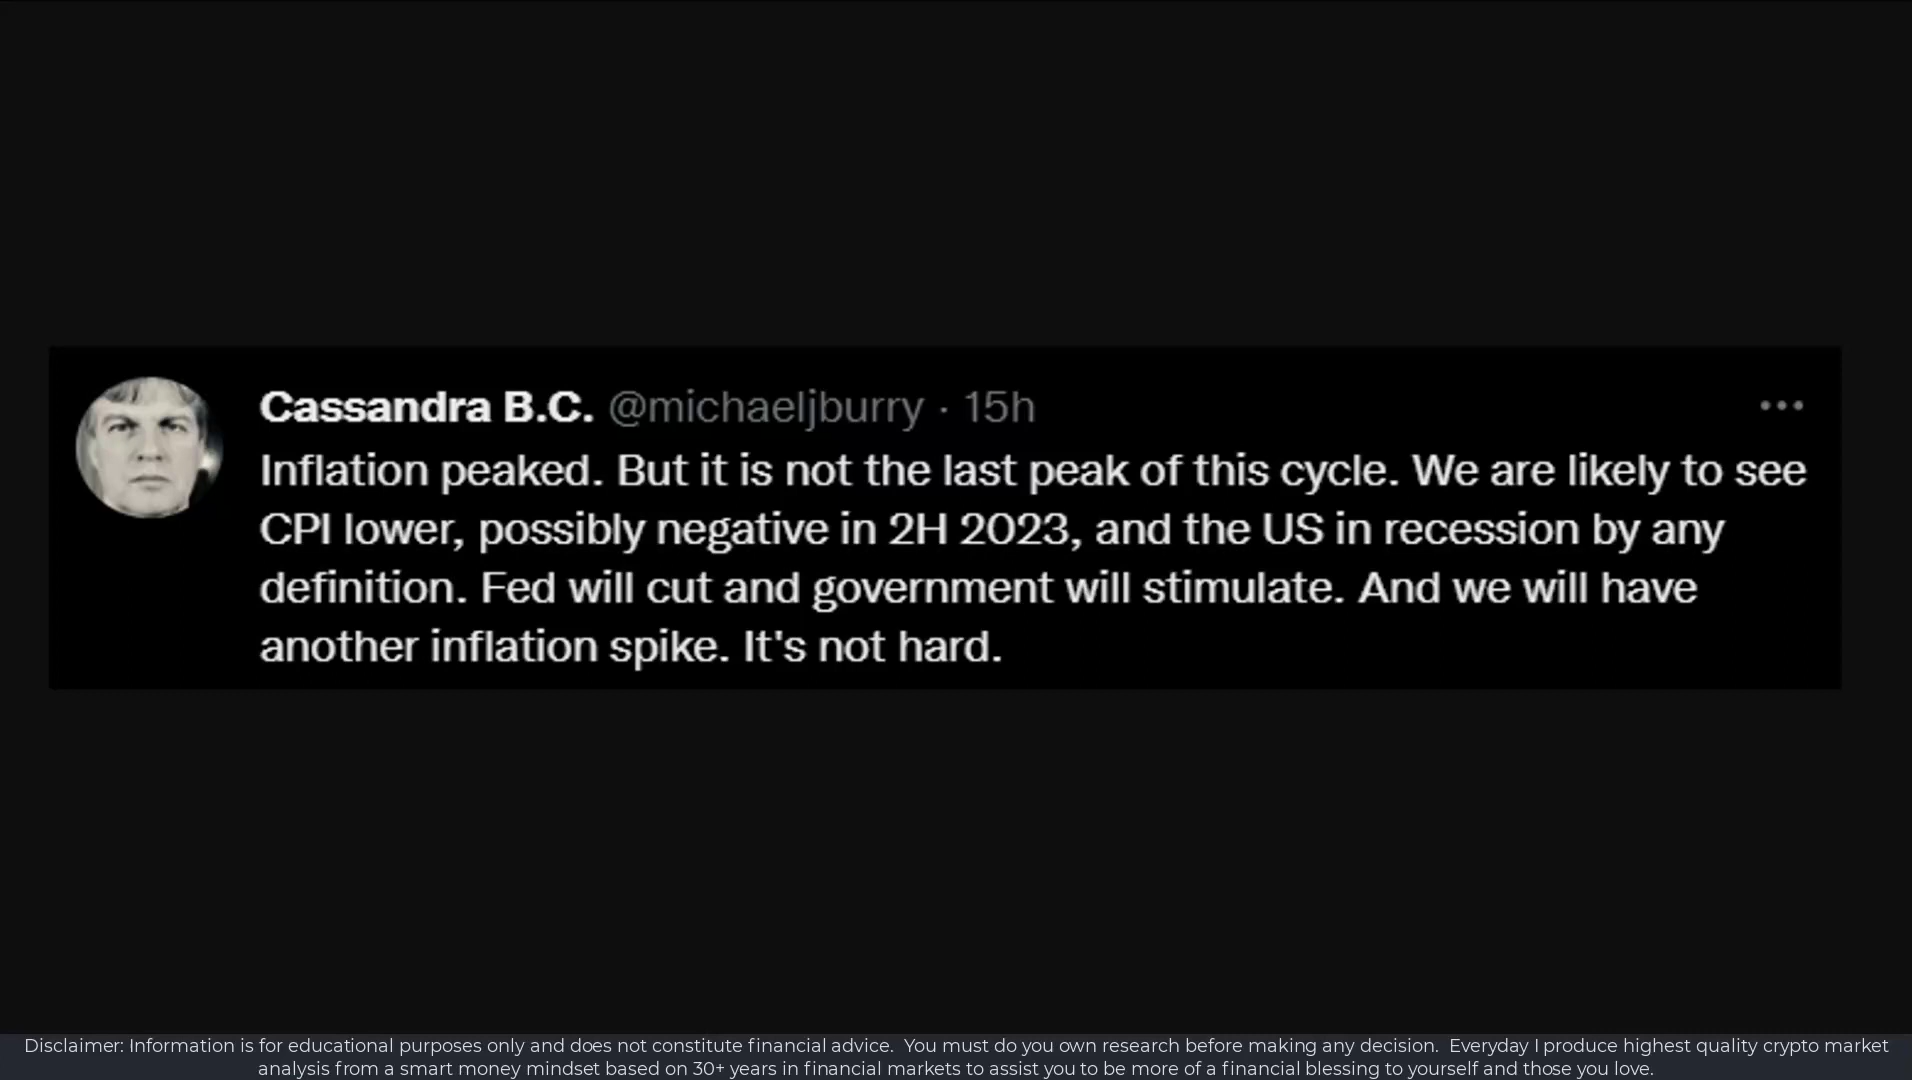 Cassandra B.C. @michaeljburry · 15h
Inflation peaked. But it is not the last peak of this cycle. We are likely to see
CPI lower, possibly negative in 2H 2023, and the US in recession by any
definition. Fed will cut and government will stimulate. And we will have
another inflation spike. It's not hard.
Disclaimer: Information is for educational purposes only and does not constitute financial advice.  You must do you own research before making any decision.  Everyday I produce highest quality crypto market
analysis from a smart money mindset based on 30+ years in financial markets to assist you to be more of a financial blessing to yourself and those you love.